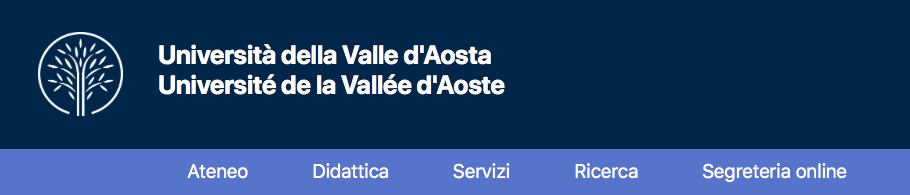 Università della Valle d'Aosta
Université de la Vallée d'Aoste
Ateneo Didattica Servizi Ricerca Segreteria online